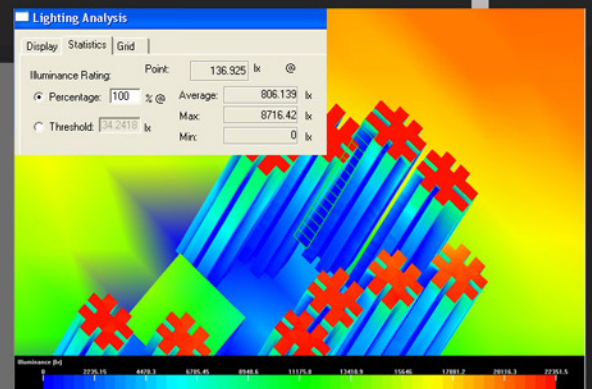 Lighting Analysis
Display Statistics Grid
Illuminance Rating: Point: 136.925 lx @
Percentage: 100 % @ Average: 806.139 lx
Threshold: 34.2418 lx Max: 8716.42 lx
Min: 0 lx
Illuminance (lx)
0 2235.15 4470.3 6705.45 8940.6 11175.8 13410.9 15646 17881.2 20116.3 22351.5